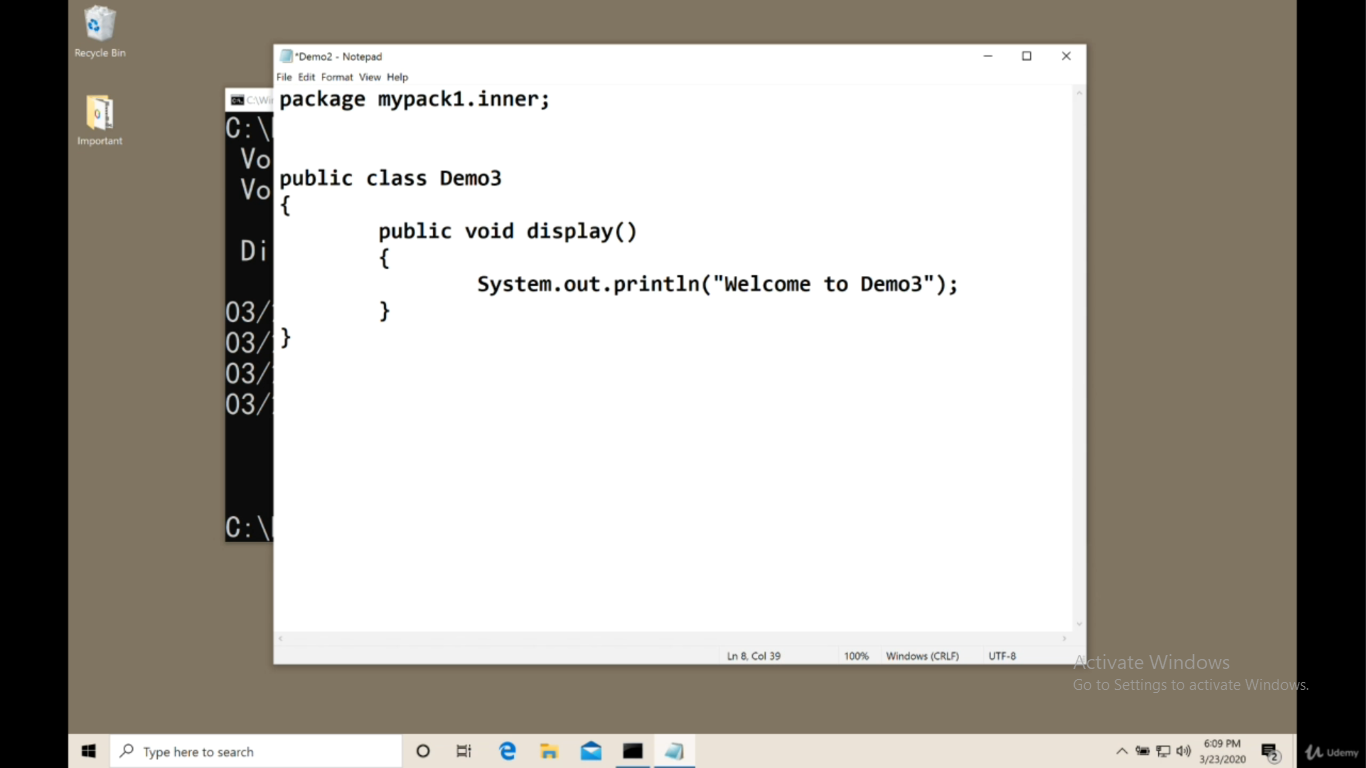 Recycle Bin
Important
*Demo2 - Notepad
File Edit Format View Help
package mypack1.inner;
public class Demo3
{
public void display()
{
System.out.println("Welcome to Demo3");
}
}
C:\
Vo
Vo
Di
03/
03/
03/
03/
C:\
Ln 8, Col 39
100%
Windows (CRLF)
UTF-8
Activate Windows
Go to Settings to activate Windows.
Type here to search
6:09 PM
3/23/2020
2
Udemy